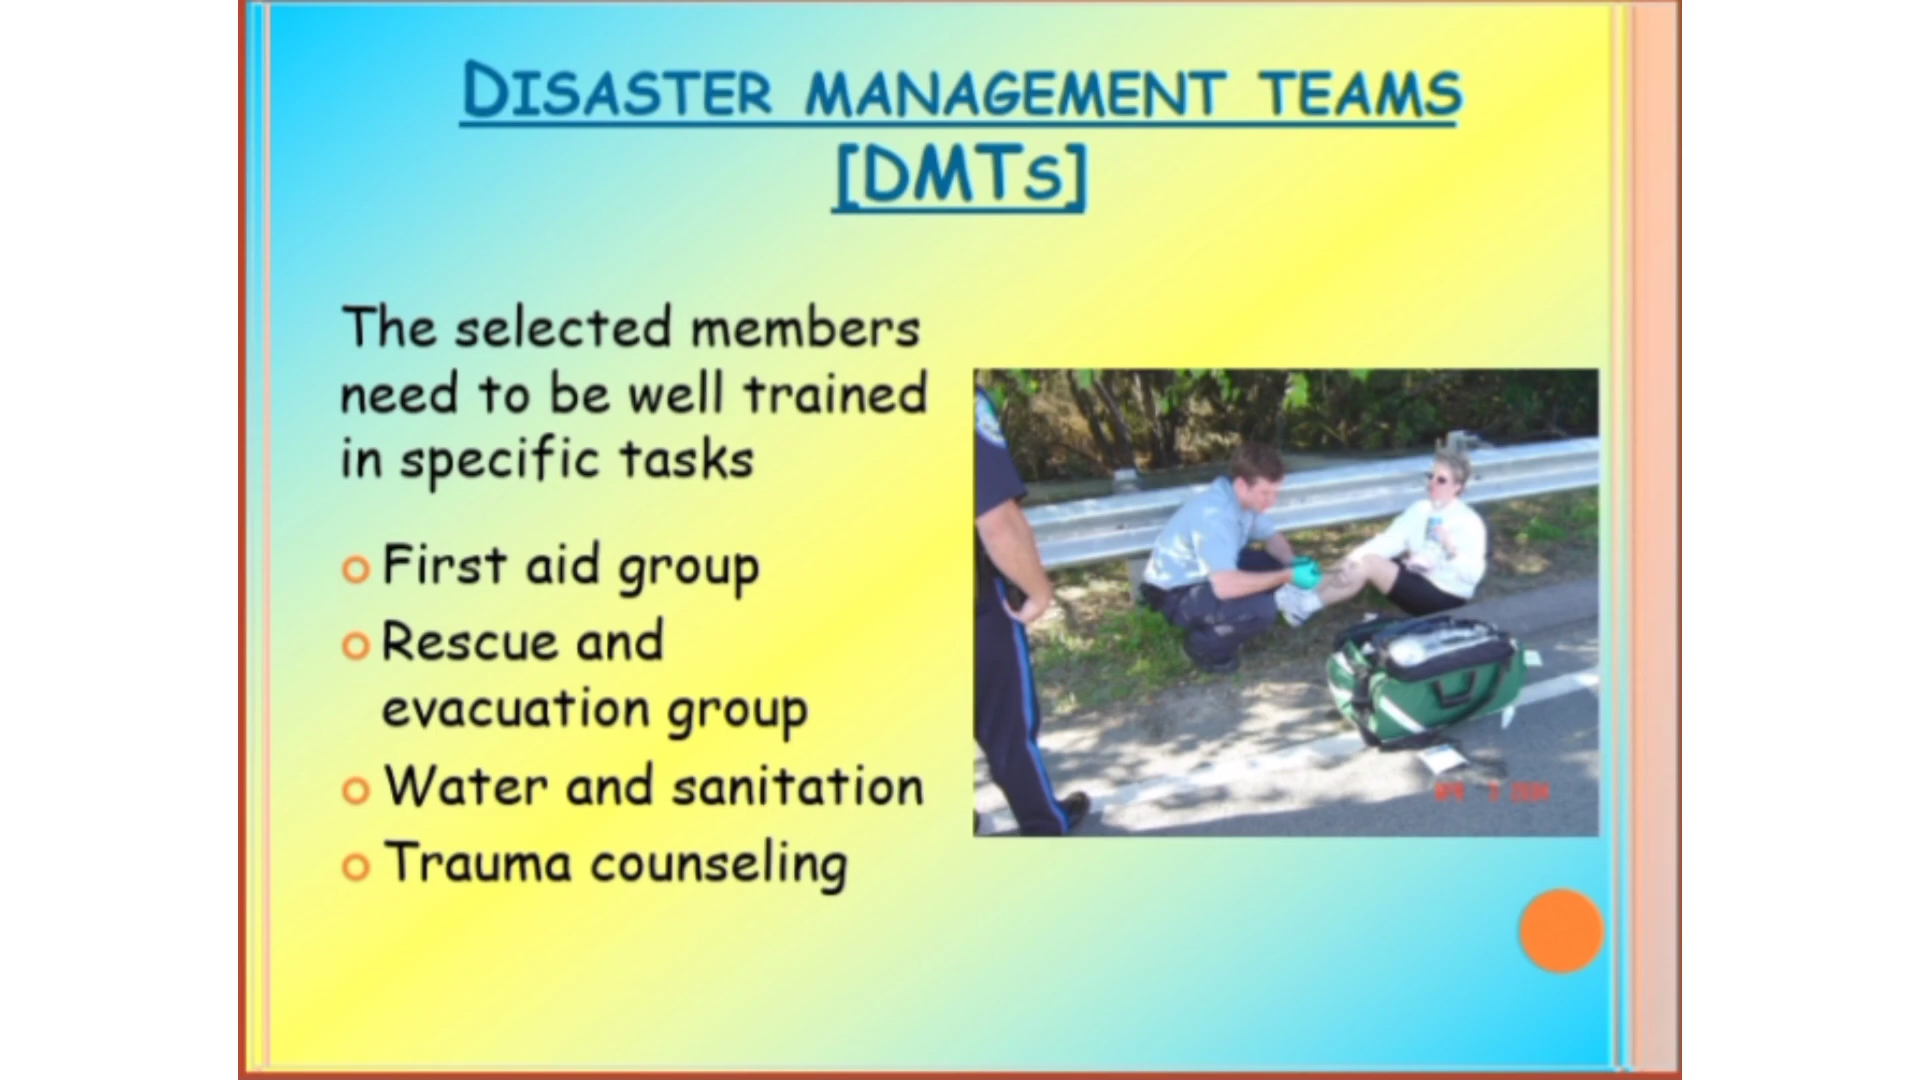 DISASTER MANAGEMENT TEAMS
[DMTs]
The selected members
need to be well trained
in specific tasks
First aid group
Rescue and
evacuation group
Water and sanitation
Trauma counseling